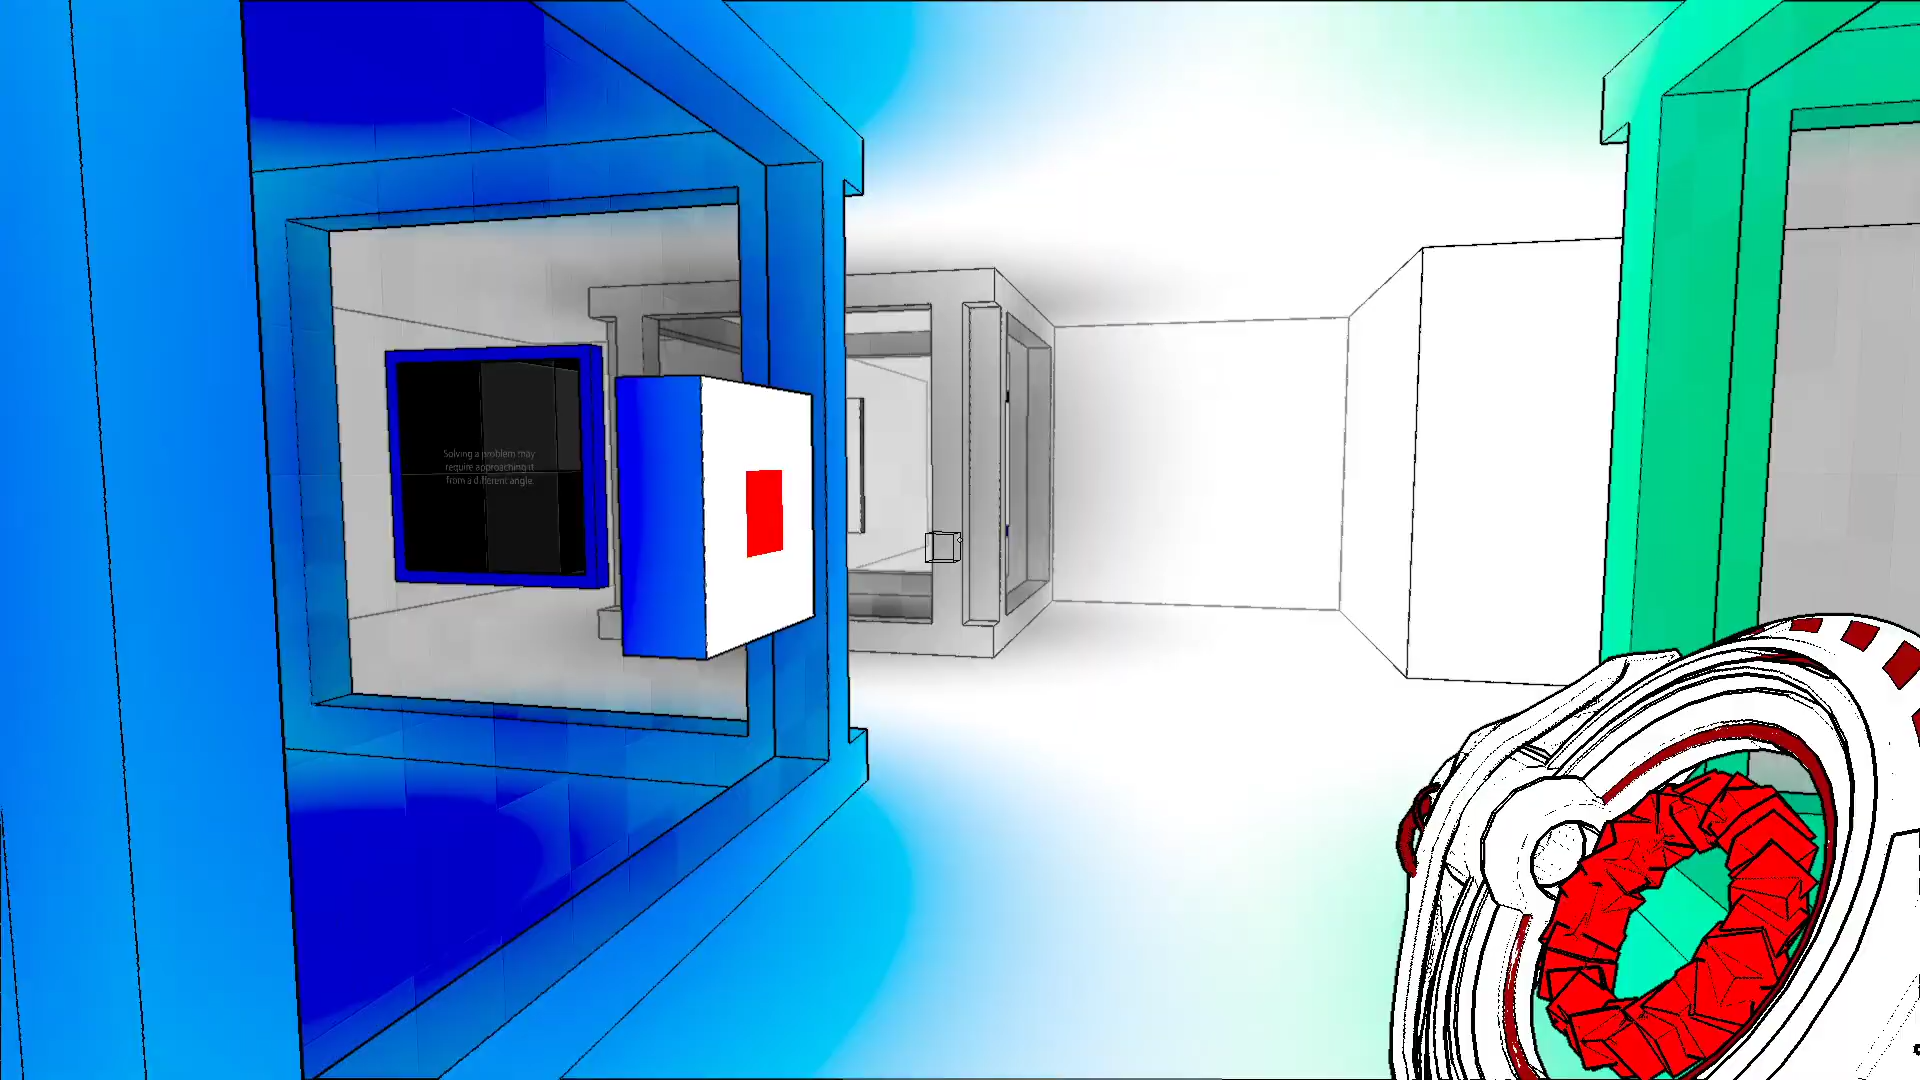 Solving a problem may
require approaching it
from a different angle.